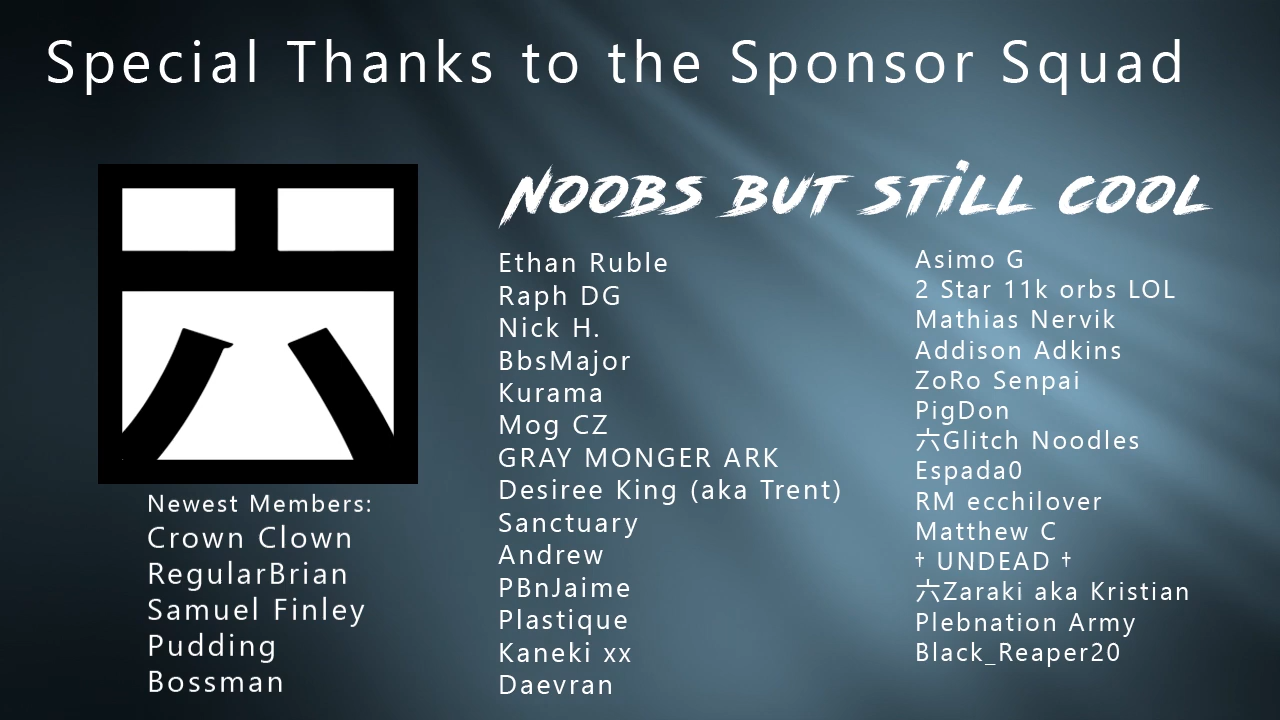 Special Thanks to the Sponsor Squad
六
Newest Members:
Crown Clown
RegularBrian
Samuel Finley
Pudding
Bossman
NOOBS BUT STILL COOL
Ethan Ruble
Raph DG
Nick H.
BbsMajor
Kurama
Mog CZ
GRAY MONGER ARK
Desiree King (aka Trent)
Sanctuary
Andrew
PBnJaime
Plastique
Kaneki xx
Daevran
Asimo G
2 Star 11k orbs LOL
Mathias Nervik
Addison Adkins
ZoRo Senpai
PigDon
六Glitch Noodles
Espada0
RM ecchilover
Matthew C
† UNDEAD †
六Zaraki aka Kristian
Plebnation Army
Black_Reaper20